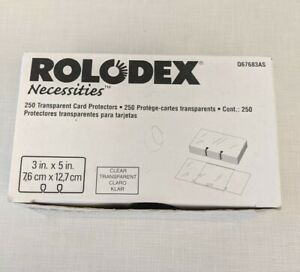 ROLODEX
Necessities™
Q67683AS
250 Transparent Card Protectors • 250 Protège-cartes transparents • Cont.: 250
Protectores transparentes para tarjetas
3 in. x 5 in.
7,6 cm x 12,7 cm
CLEAR
TRANSPARENT
CLARO
KLAR